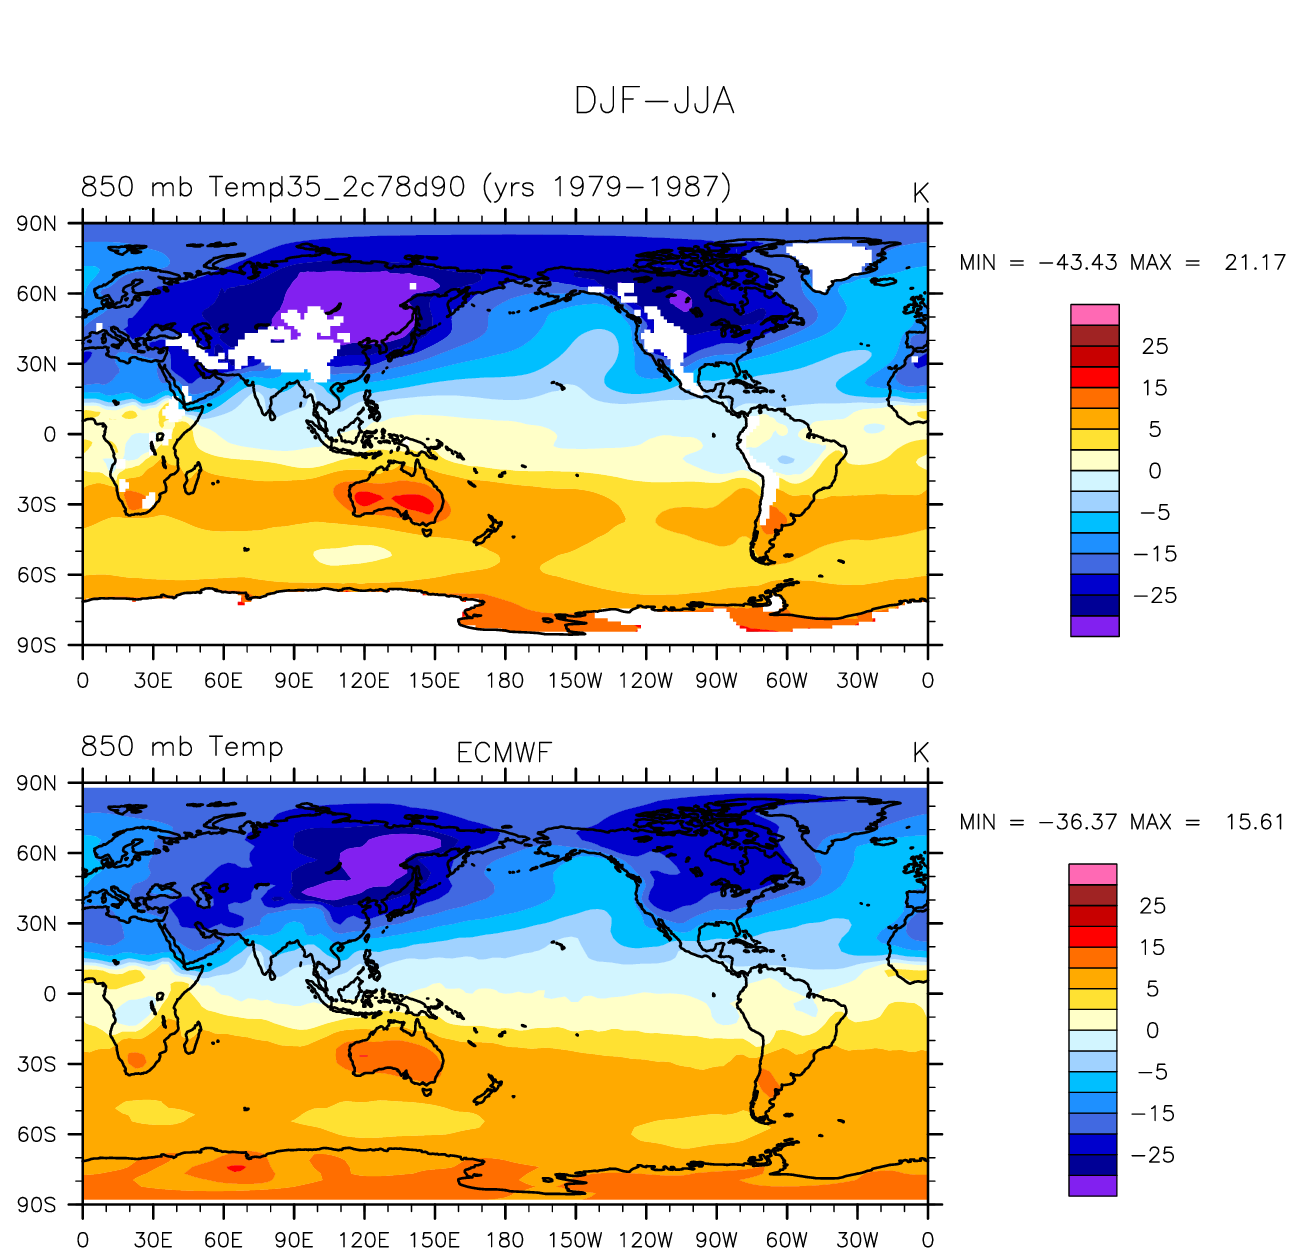 DJF−JJA
850 mb Temp d35_2c78d90 (yrs 1979−1987) K
90N
60N
30N
0
30S
60S
90S
0 30E 60E 90E 120E 150E 180 150W 120W 90W 60W 30W 0
MIN = −43.43 MAX = 21.17
25
15
5
0
−5
−15
−25
850 mb Temp ECMWF K
90N
60N
30N
0
30S
60S
90S
0 30E 60E 90E 120E 150E 180 150W 120W 90W 60W 30W 0
MIN = −36.37 MAX = 15.61
25
15
5
0
−5
−15
−25